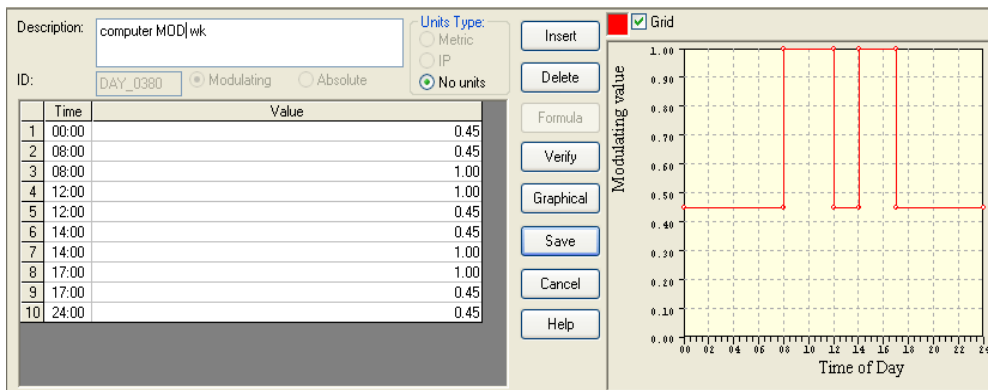 Description:
computer MOD wk
Units Type:
Metric
IP
No units
ID:
DAY_0380
Modulating
Absolute
Time Value
1 00:00 0.45
2 08:00 0.45
3 08:00 1.00
4 12:00 1.00
5 12:00 0.45
6 14:00 0.45
7 14:00 1.00
8 17:00 1.00
9 17:00 0.45
10 24:00 0.45
Insert
Delete
Formula
Verify
Graphical
Save
Cancel
Help
Grid
Modulating value
1.00
0.90
0.80
0.70
0.60
0.50
0.40
0.30
0.20
0.10
0.00
00 02 04 06 08 10 12 14 16 18 20 22 24
Time of Day